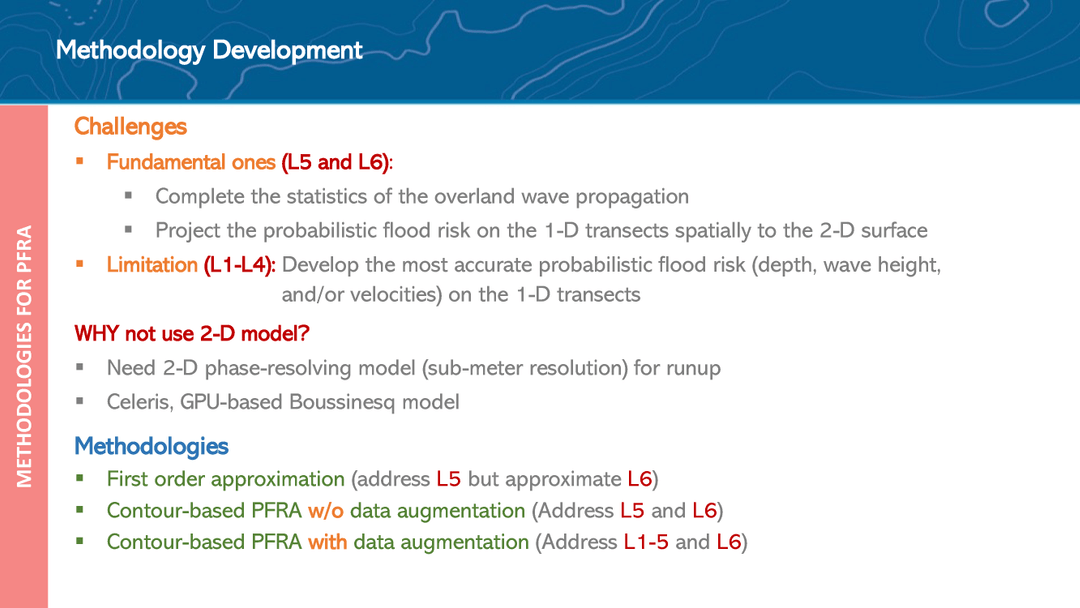 Methodology Development
METHODOLOGIES FOR PFRA
Challenges
▪ Fundamental ones (L5 and L6):
▪ Complete the statistics of the overland wave propagation
▪ Project the probabilistic flood risk on the 1-D transects spatially to the 2-D surface
▪ Limitation (L1-L4): Develop the most accurate probabilistic flood risk (depth, wave height,
and/or velocities) on the 1-D transects
WHY not use 2-D model?
▪ Need 2-D phase-resolving model (sub-meter resolution) for runup
▪ Celeris, GPU-based Boussinesq model
Methodologies
▪ First order approximation (address L5 but approximate L6)
▪ Contour-based PFRA w/o data augmentation (Address L5 and L6)
▪ Contour-based PFRA with data augmentation (Address L1-5 and L6)